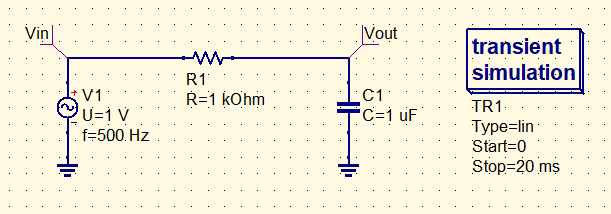 Vin
Vout
R1
R=1 kOhm
V1
U=1 V
f=500 Hz
C1
C=1 uF
transient
simulation
TR1
Type=lin
Start=0
Stop=20 ms